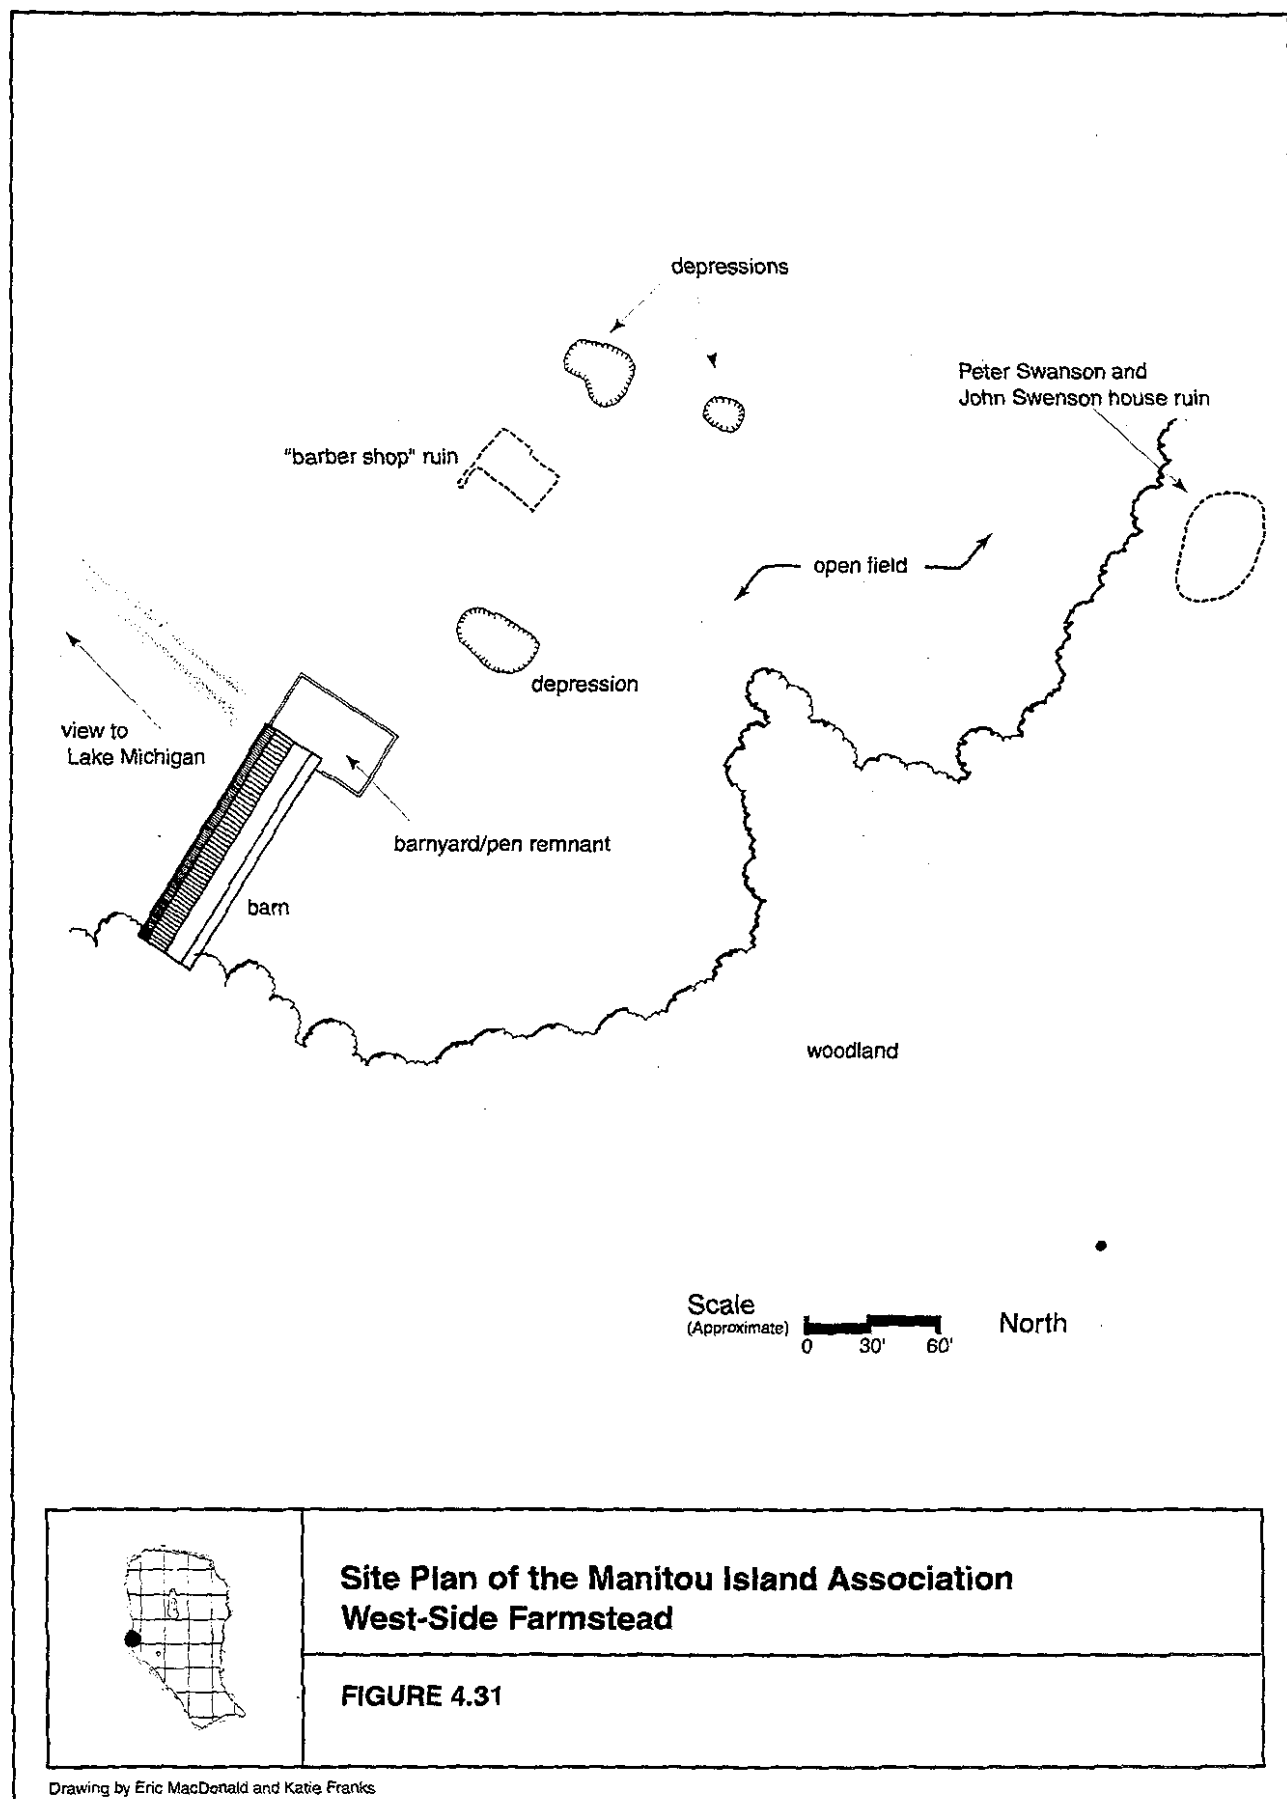 depressions
Peter Swanson and
John Swenson house ruin
"barber shop" ruin
open field
depression
view to
Lake Michigan
barnyard/pen remnant
barn
woodland
Scale
(Approximate)
0 30' 60'
North
Site Plan of the Manitou Island Association
West-Side Farmstead
FIGURE 4.31
Drawing by Eric MacDonald and Katie Franks